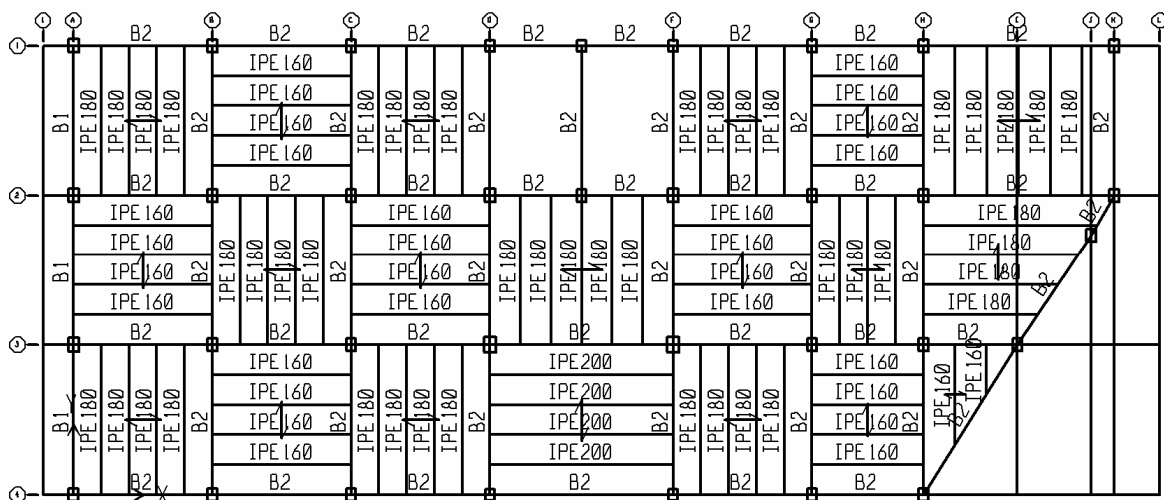 A B C D F G H J K L
B2 B2 B2 B2 B2 B2 B2 B2
1
IPE160 IPE160
IPE160 IPE160
IPE160 IPE160
IPE160 IPE160
B1 IPE180 IPE180 IPE180 IPE180 B2 B2 IPE180 IPE180 IPE180 IPE180 B2 B2 B2 IPE180 IPE180 IPE180 IPE180 B2 B2 IPE180 IPE180 IPE180 IPE180 IPE180 B2
2
B2 B2 B2 B2 B2 B2 B2
B2
IPE160 IPE160 IPE160 IPE180
IPE160 IPE160 IPE160 IPE180
IPE160 IPE160 IPE160 IPE180
IPE160 IPE160 IPE160 IPE180
B1 B2 IPE180 IPE180 IPE180 IPE180 B2 B2 IPE180 IPE180 IPE180 IPE180 IPE180 B2 B2 IPE180 IPE180 IPE180 B2 B2
3
B2 B2 B2 B2 B2 B2 B2
IPE160 IPE200 IPE160
IPE160 IPE200 IPE160
IPE160 IPE200 IPE160
IPE160 IPE200 IPE160
B1 IPE180 IPE180 IPE180 IPE180 B2 B2 IPE180 IPE180 IPE180 IPE180 B2 B2 IPE180 IPE180 IPE180 IPE180 B2 B2 IPE160 IPE160 B2
Y
4
B2 B2 B2 B2 B2 B2
X